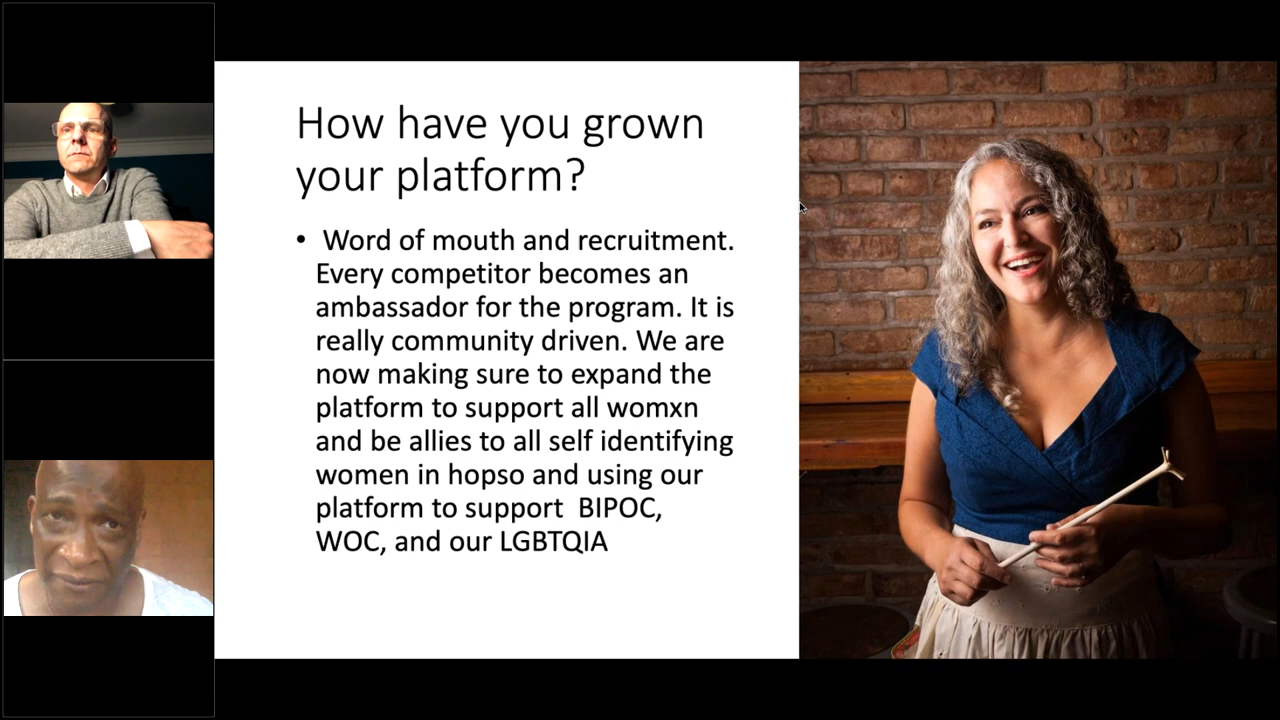 How have you grown
your platform?
• Word of mouth and recruitment.
Every competitor becomes an
ambassador for the program. It is
really community driven. We are
now making sure to expand the
platform to support all womxn
and be allies to all self identifying
women in hopso and using our
platform to support  BIPOC,
WOC, and our LGBTQIA